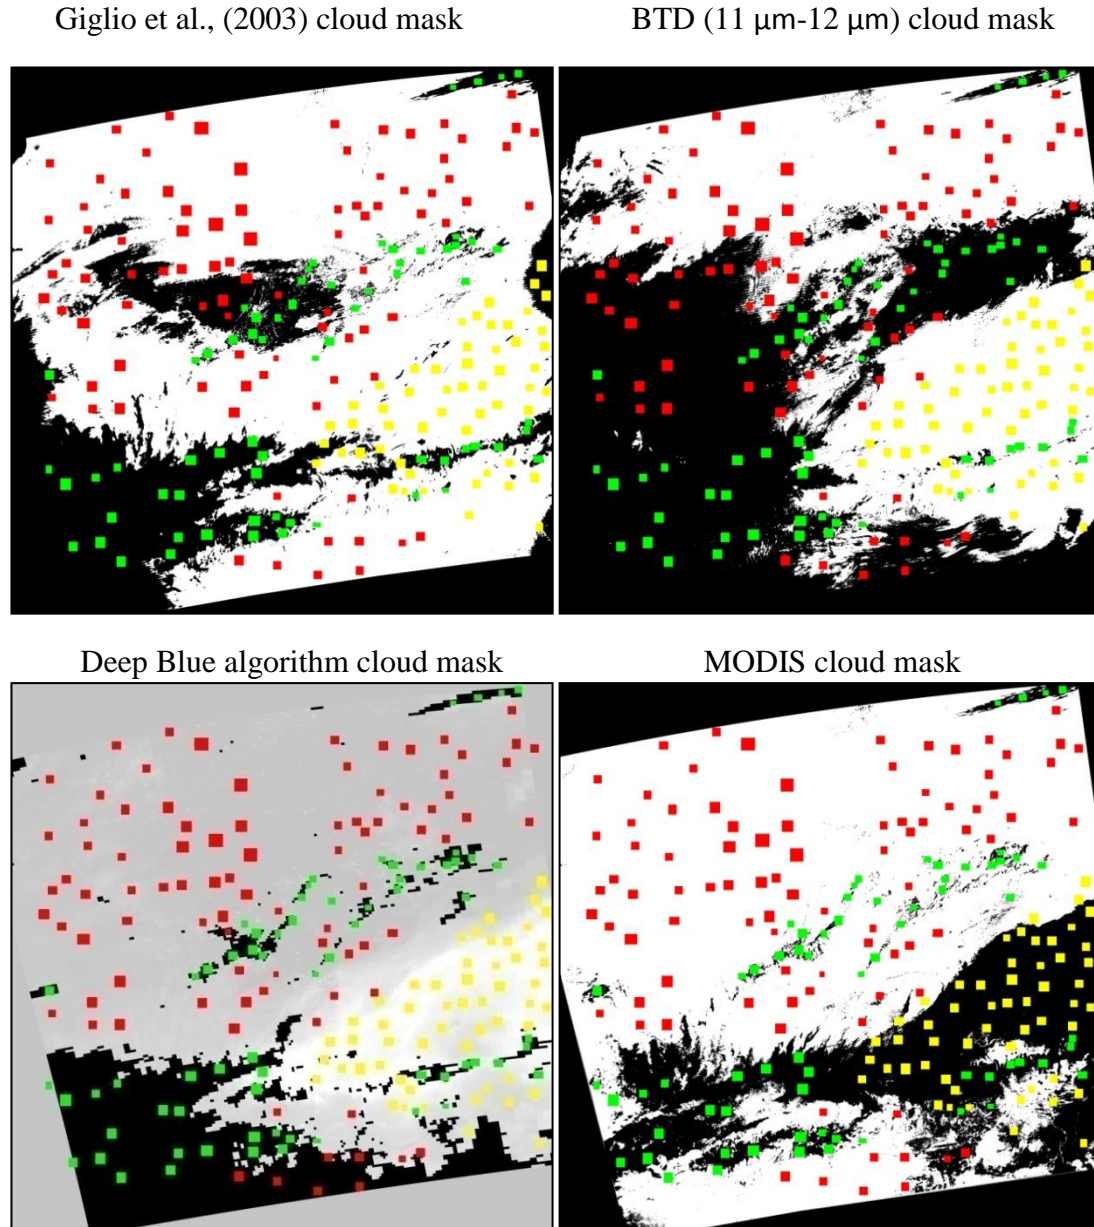 Giglio et al., (2003) cloud mask
BTD (11 μm-12 μm) cloud mask
Deep Blue algorithm cloud mask
MODIS cloud mask